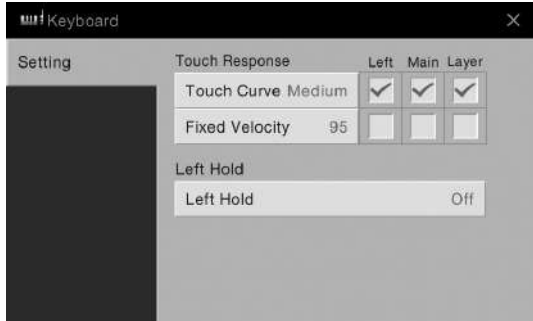 Keyboard
Setting
Touch Response Left Main Layer
Touch Curve Medium
Fixed Velocity 95
Left Hold
Left Hold Off